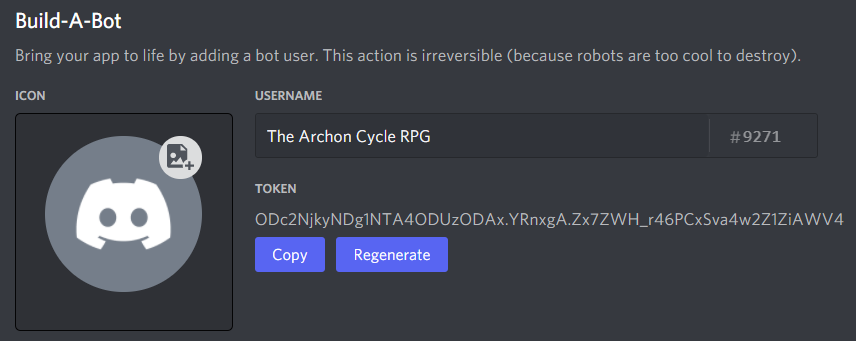 Build-A-Bot
Bring your app to life by adding a bot user. This action is irreversible (because robots are too cool to destroy).
ICON
USERNAME
The Archon Cycle RPG #9271
TOKEN
ODc2NjkyNDg1NTA4ODUzODAx.YRnxgA.Zx7ZWH_r46PCxSva4w2Z1ZiAWV4
Copy Regenerate